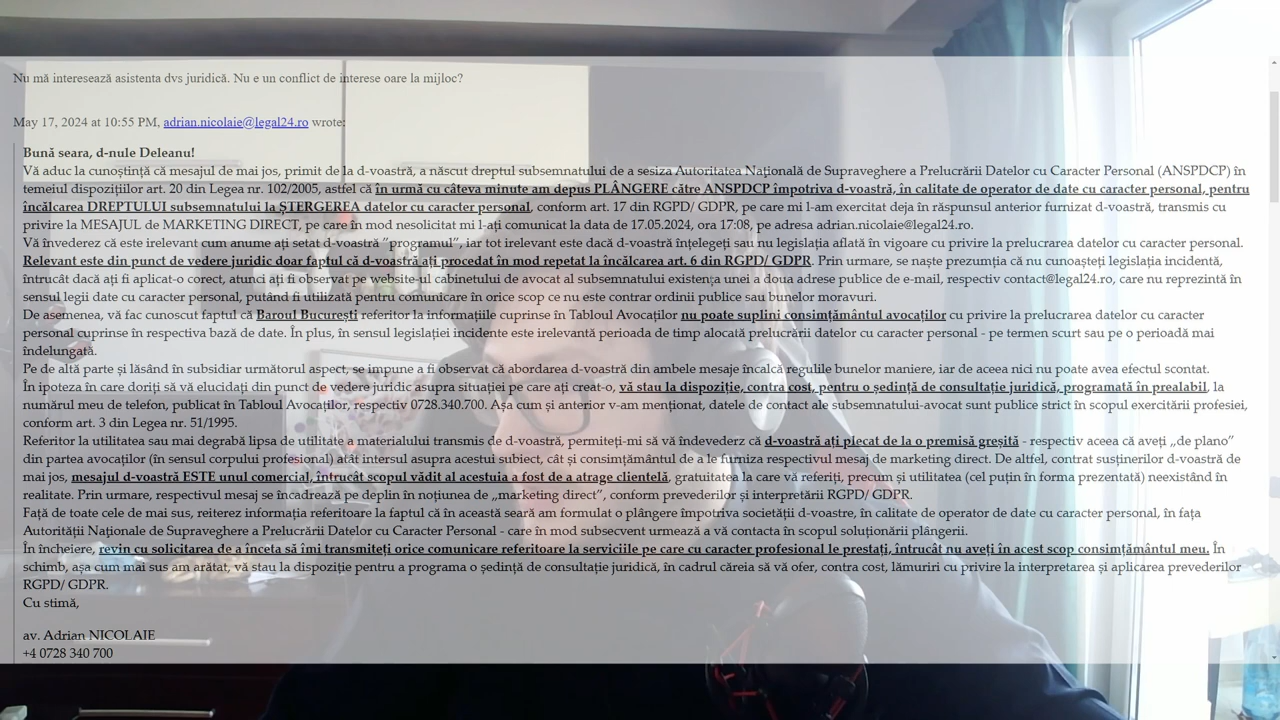 Nu mă interesează asistenta dvs juridică. Nu e un conflict de interese oare la mijloc?
May 17, 2024 at 10:55 PM, adrian.nicolaie@legal24.ro wrote:
Bună seara, d-nule Deleanu!
Vă aduc la cunoștință că mesajul de mai jos, primit de la d-voastră, a născut dreptul subsemnatului de a sesiza Autoritatea Națională de Supraveghere a Prelucrării Datelor cu Caracter Personal (ANSPDCP) în
temeiul dispozițiilor art. 20 din Legea nr. 102/2005, astfel că în urmă cu câteva minute am depus PLÂNGERE către ANSPDCP împotriva d-voastră, în calitate de operator de date cu caracter personal, pentru
încălcarea DREPTULUI subsemnatului la ȘTERGEREA datelor cu caracter personal, conform art. 17 din RGPD/ GDPR, pe care mi l-am exercitat deja în răspunsul anterior furnizat d-voastră, transmis cu
privire la MESAJUL de MARKETING DIRECT, pe care în mod nesolicitat mi l-ați comunicat la data de 17.05.2024, ora 17:08, pe adresa adrian.nicolaie@legal24.ro.
Vă învederez că este irelevant cum anume ați setat d-voastră ”programul”, iar tot irelevant este dacă d-voastră înțelegeți sau nu legislația aflată în vigoare cu privire la prelucrarea datelor cu caracter personal.
Relevant este din punct de vedere juridic doar faptul că d-voastră ați procedat în mod repetat la încălcarea art. 6 din RGPD/ GDPR. Prin urmare, se naște prezumția că nu cunoașteți legislația incidentă,
întrucât dacă ați fi aplicat-o corect, atunci ați fi observat pe website-ul cabinetului de avocat al subsemnatului existența unei a doua adrese publice de e-mail, respectiv contact@legal24.ro, care nu reprezintă în
sensul legii date cu caracter personal, putând fi utilizată pentru comunicare în orice scop ce nu este contrar ordinii publice sau bunelor moravuri.
De asemenea, vă fac cunoscut faptul că Baroul București referitor la informațiile cuprinse în Tabloul Avocaților nu poate suplini consimțământul avocaților cu privire la prelucrarea datelor cu caracter
personal cuprinse în respectiva bază de date. În plus, în sensul legislației incidente este irelevantă perioada de timp alocată prelucrării datelor cu caracter personal - pe termen scurt sau pe o perioadă mai
îndelungată.
Pe de altă parte și lăsând în subsidiar următorul aspect, se impune a fi observat că abordarea d-voastră din ambele mesaje încalcă regulile bunelor maniere, iar de aceea nici nu poate avea efectul scontat.
În ipoteza în care doriți să vă elucidați din punct de vedere juridic asupra situației pe care ați creat-o, vă stau la dispoziție, contra cost, pentru o ședință de consultație juridică, programată în prealabil, la
numărul meu de telefon, publicat în Tabloul Avocaților, respectiv 0728.340.700. Așa cum și anterior v-am menționat, datele de contact ale subsemnatului-avocat sunt publice strict în scopul exercitării profesiei,
conform art. 3 din Legea nr. 51/1995.
Referitor la utilitatea sau mai degrabă lipsa de utilitate a materialului transmis de d-voastră, permiteți-mi să vă îndevederz că d-voastră ați plecat de la o premisă greșită - respectiv aceea că aveți „de plano”
din partea avocaților (în sensul corpului profesional) atât intersul asupra acestui subiect, cât și consimțământul de a le furniza respectivul mesaj de marketing direct. De altfel, contrat susținerilor d-voastră de
mai jos, mesajul d-voastră ESTE unul comercial, întrucât scopul vădit al acestuia a fost de a atrage clientelă, gratuitatea la care vă referiți, precum și utilitatea (cel puțin în forma prezentată) neexistând în
realitate. Prin urmare, respectivul mesaj se încadrează pe deplin în noțiunea de „marketing direct”, conform prevederilor și interpretării RGPD/ GDPR.
Față de toate cele de mai sus, reiterez informația referitoare la faptul că în această seară am formulat o plângere împotriva societății d-voastre, în calitate de operator de date cu caracter personal, în fața
Autorității Naționale de Supraveghere a Prelucrării Datelor cu Caracter Personal - care în mod subsecvent urmează a vă contacta în scopul soluționării plângerii.
În încheiere, revin cu solicitarea de a înceta să îmi transmiteți orice comunicare referitoare la serviciile pe care cu caracter profesional le prestați, întrucât nu aveți în acest scop consimțământul meu. În
schimb, așa cum mai sus am arătat, vă stau la dispoziție pentru a programa o ședință de consultație juridică, în cadrul căreia să vă ofer, contra cost, lămuriri cu privire la interpretarea și aplicarea prevederilor
RGPD/ GDPR.
Cu stimă,
av. Adrian NICOLAIE
+4 0728 340 700